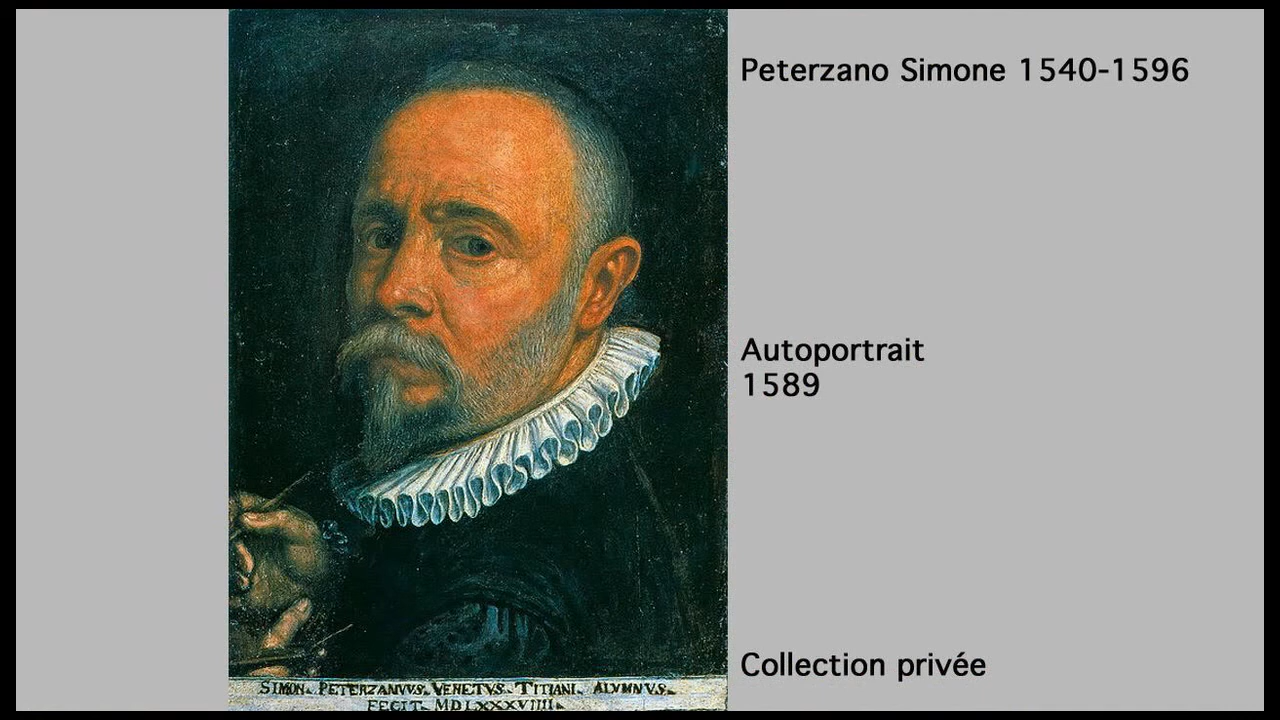 Peterzano Simone 1540-1596
Autoportrait
1589
Collection privée
SIMON. PETERZANVS. VENETVS. TITIANI. ALVMNVS.
FECIT. MDLXXXVIIII.